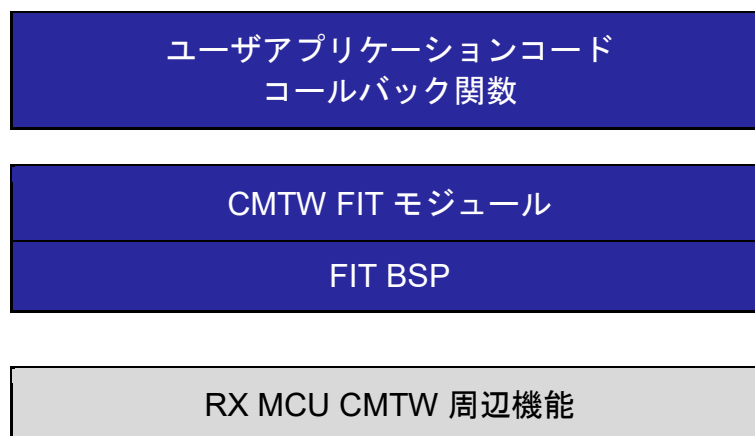 ユーザアプリケーションコード
コールバック関数
CMTW FIT モジュール
FIT BSP
RX MCU CMTW 周辺機能